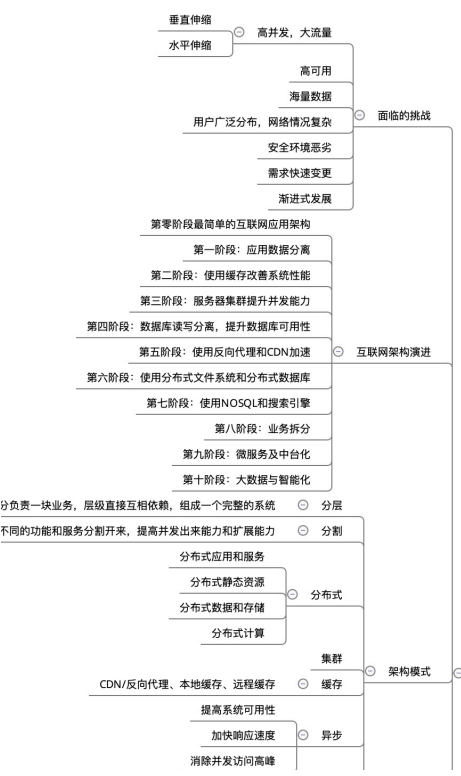 垂直伸缩
水平伸缩
高并发，大流量
高可用
海量数据
用户广泛分布，网络情况复杂
安全环境恶劣
需求快速变更
渐进式发展
面临的挑战
第零阶段最简单的互联网应用架构
第一阶段：应用数据分离
第二阶段：使用缓存改善系统性能
第三阶段：服务器集群提升并发能力
第四阶段：数据库读写分离，提升数据库可用性
第五阶段：使用反向代理和CDN加速
第六阶段：使用分布式文件系统和分布式数据库
第七阶段：使用NOSQL和搜索引擎
第八阶段：业务拆分
第九阶段：微服务及中台化
第十阶段：大数据与智能化
互联网架构演进
分负责一块业务，层级直接互相依赖，组成一个完整的系统
分层
不同的功能和服务分割开来，提高并发出来能力和扩展能力
分割
分布式应用和服务
分布式静态资源
分布式数据和存储
分布式计算
分布式
集群
CDN/反向代理、本地缓存、远程缓存
缓存
提高系统可用性
加快响应速度
消除并发访问高峰
异步
架构模式